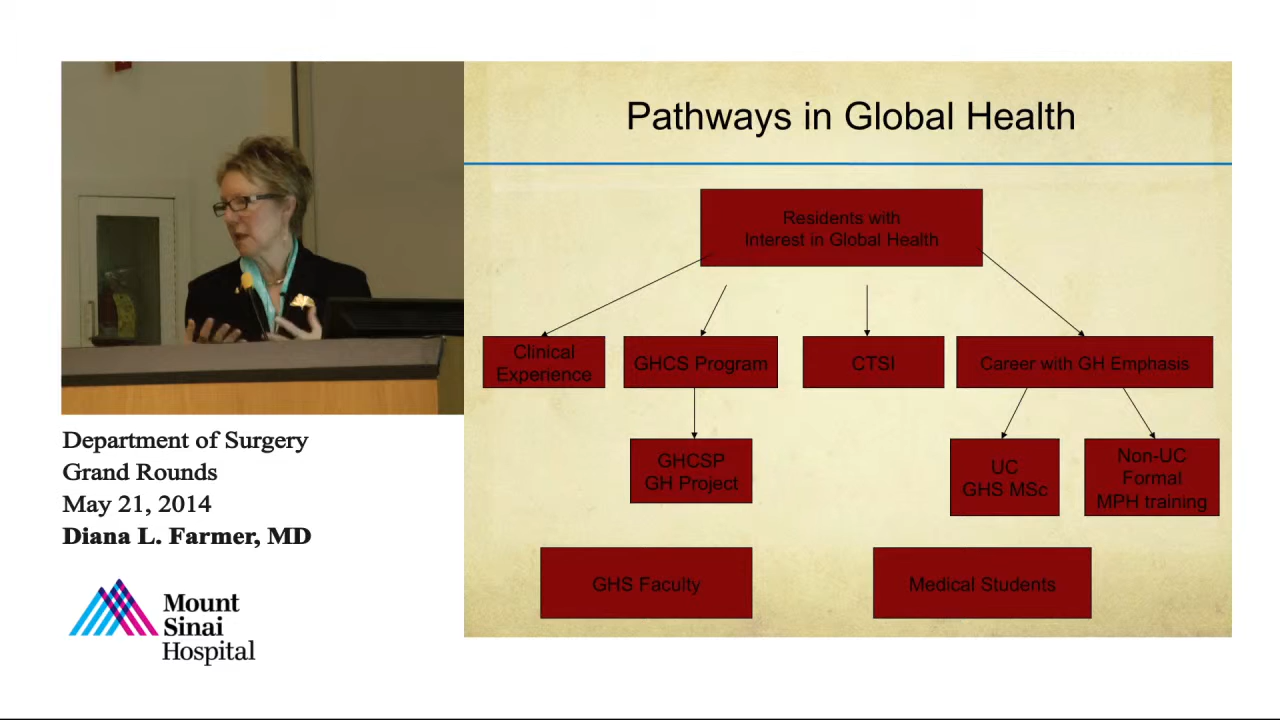 Pathways in Global Health
Residents with
Interest in Global Health
Clinical
Experience
GHCS Program
CTSI
Career with GH Emphasis
GHCSP
GH Project
UC
GHS MSc
Non-UC
Formal
MPH training
GHS Faculty
Medical Students
Department of Surgery
Grand Rounds
May 21, 2014
Diana L. Farmer, MD
Mount
Sinai
Hospital